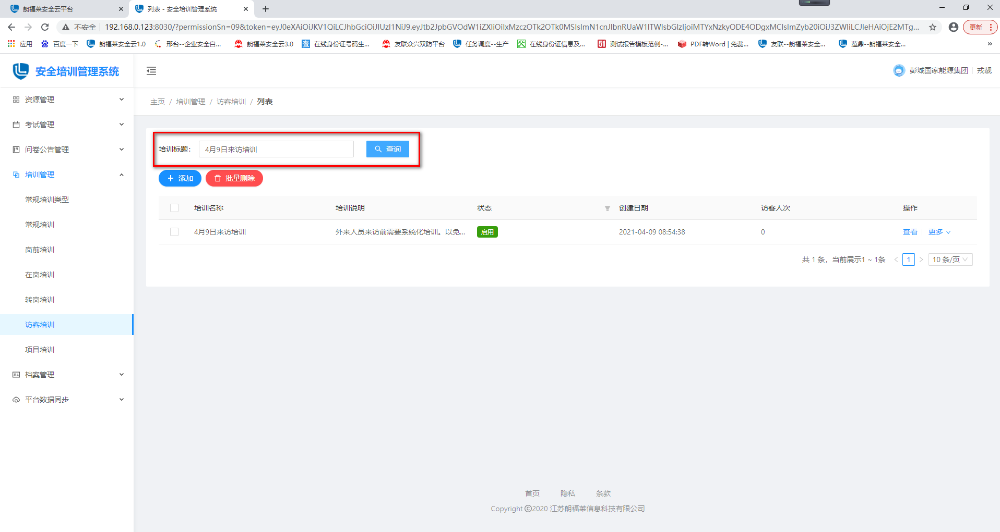 朗福莱安全云平台
列表 - 安全培训管理系统
不安全
192.168.0.123:8030/?permissionSn=09&token=eyJ0eXAiOiJKV1QiLCJhbGciOiJIUzI1NiJ9.eyJtb2JpbGVOdW1iZXIiOiIxMzczOTk2OTk0MSIsImN1cnJlbnRUaW1lTWlsbGlzIjoiMTYxNzkyODE4ODgxMCIsImZyb20iOiJ3ZWIiLCJleHAiOjE2MTg...
更新
应用
百度一下
朗福莱安全云1.0
邢台--企业安全自...
朗福莱安全云3.0
在线身份证号码生...
友联众兴双防平台
任务调度--生产
在线身份证信息及...
测试报告模板范例-...
PDF转Word | 免费...
友联--朗福莱安全...
蕴鼎--朗福莱安全...
安全培训管理系统
彭城国家能源集团
戎靓
资源管理
考试管理
问卷公告管理
培训管理
常规培训类型
常规培训
岗前培训
在岗培训
转岗培训
访客培训
项目培训
档案管理
平台数据同步
主页 / 培训管理 / 访客培训 / 列表
培训标题：
4月9日来访培训
查询
添加
批量删除
培训名称 培训说明 状态 创建日期 访客人次 操作
4月9日来访培训 外来人员来访前需要系统化培训。以免... 启用 2021-04-09 08:54:38 0 查看 更多
共 1 条，当前展示1 ~ 1条 < 1 > 10 条/页
首页 隐私 条款
Copyright ©2020 江苏朗福莱信息科技有限公司